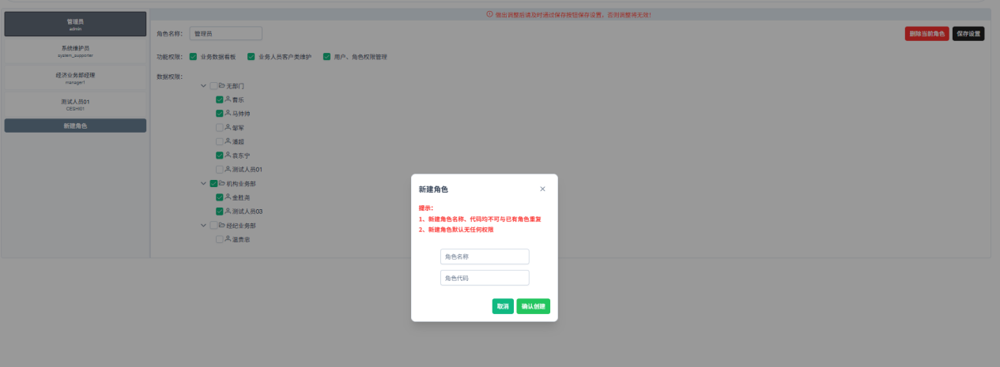 做出调整后请及时通过保存按钮保存设置，否则调整将无效！
管理员
admin
系统维护员
system_supporter
经济业务部经理
manager1
测试人员01
CESHI01
新建角色
角色名称：
管理员
删除当前角色
保存设置
功能权限：
业务数据看板
业务人员客户类维护
用户、角色权限管理
数据权限：
无部门
曹乐
马帅帅
邹军
潘超
袁东宁
测试人员01
机构业务部
金胜尧
测试人员03
经纪业务部
温贵忠
新建角色
提示：
1、新建角色名称、代码均不可与已有角色重复
2、新建角色默认无任何权限
角色名称
角色代码
取消
确认创建